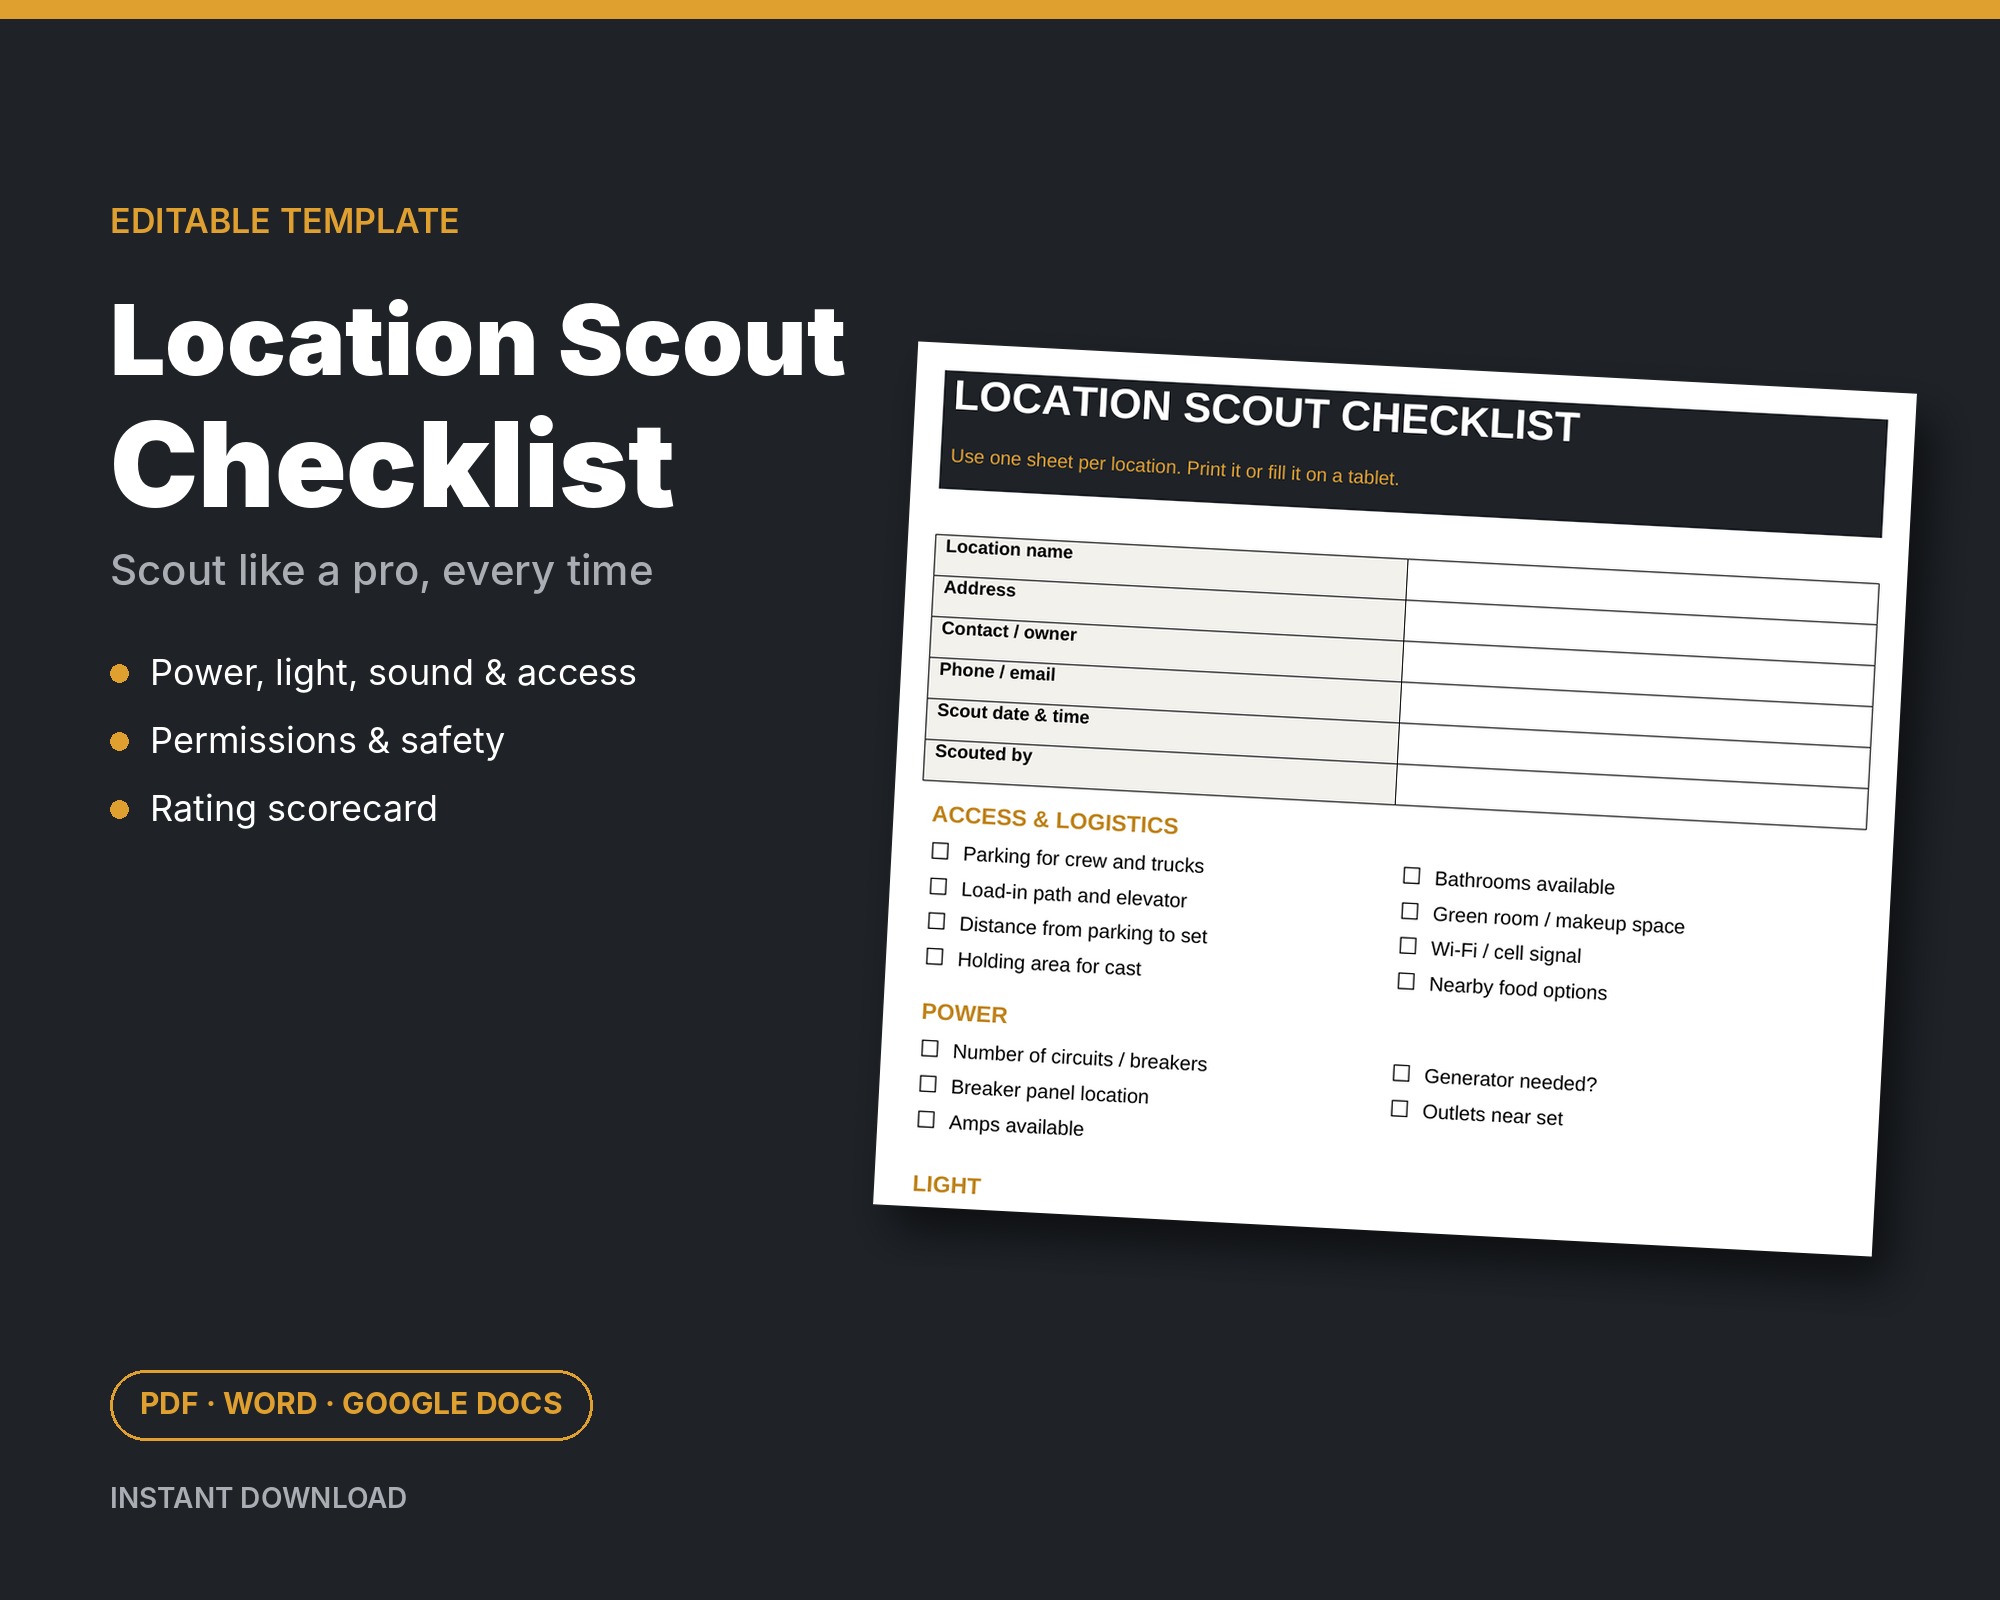 EDITABLE TEMPLATE
Location Scout
Checklist
Scout like a pro, every time
Power, light, sound & access
Permissions & safety
Rating scorecard
PDF · WORD · GOOGLE DOCS
INSTANT DOWNLOAD
LOCATION SCOUT CHECKLIST
Use one sheet per location. Print it or fill it on a tablet.
Location name
Address
Contact / owner
Phone / email
Scout date & time
Scouted by
ACCESS & LOGISTICS
Parking for crew and trucks
Load-in path and elevator
Distance from parking to set
Holding area for cast
Bathrooms available
Green room / makeup space
Wi-Fi / cell signal
Nearby food options
POWER
Number of circuits / breakers
Breaker panel location
Amps available
Generator needed?
Outlets near set
LIGHT